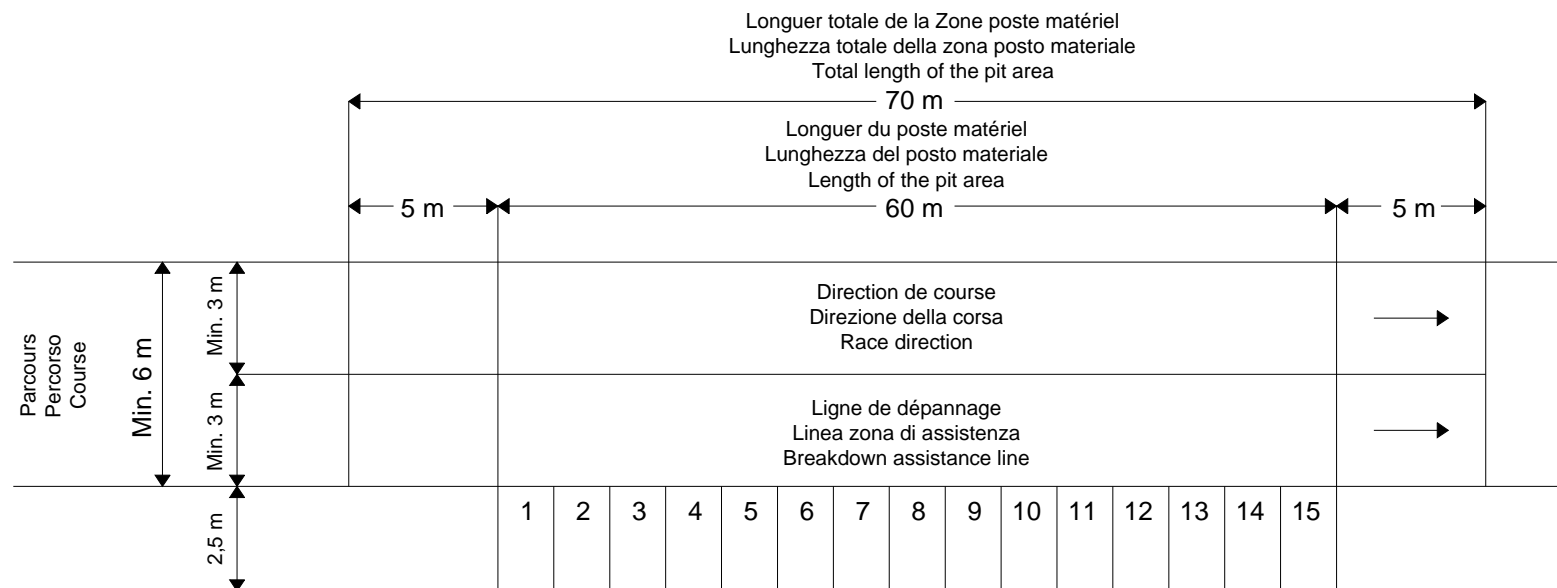 Longuer totale de la Zone poste matériel
Lunghezza totale della zona posto materiale
Total length of the pit area
70 m
Longuer du poste matériel
Lunghezza del posto materiale
Length of the pit area
5 m
60 m
5 m
Parcours
Percorso
Course
Min. 6 m
Min. 3 m
Direction de course
Direzione della corsa
Race direction
Min. 3 m
Ligne de dépannage
Linea zona di assistenza
Breakdown assistance line
2,5 m
1 2 3 4 5 6 7 8 9 10 11 12 13 14 15